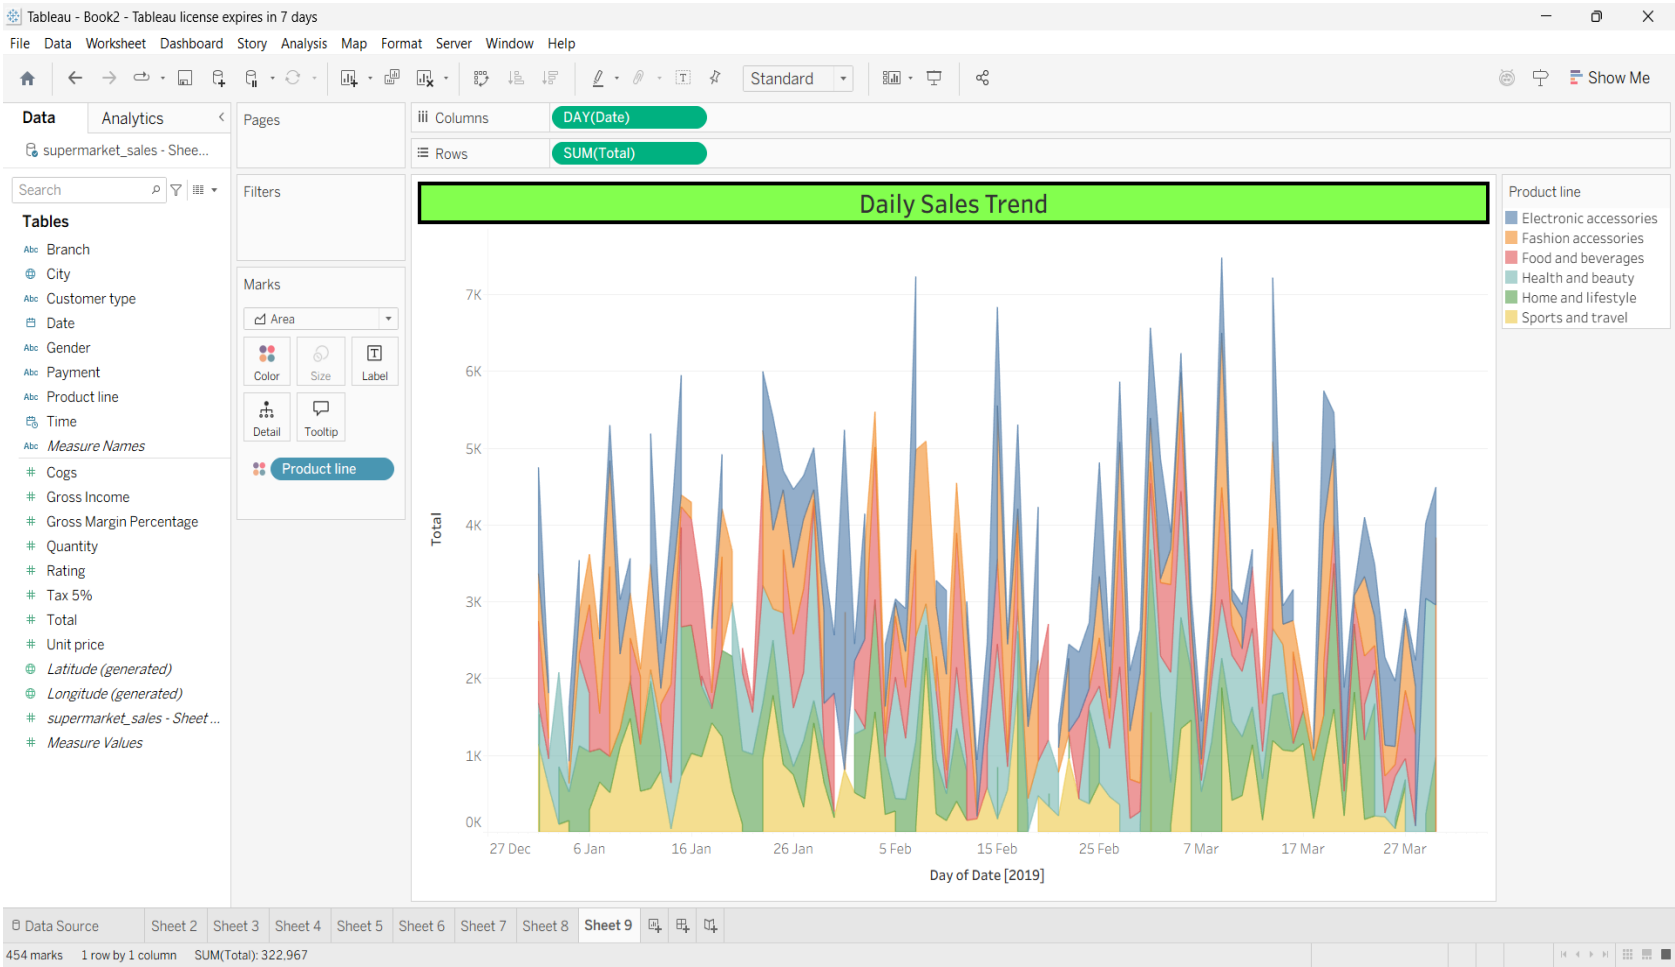 Tableau - Book2 - Tableau license expires in 7 days
File Data Worksheet Dashboard Story Analysis Map Format Server Window Help
Standard
Show Me
Data Analytics
supermarket_sales - Shee...
Search
Tables
Abc Branch
City
Abc Customer type
Date
Abc Gender
Abc Payment
Abc Product line
Time
Abc Measure Names
# Cogs
# Gross Income
# Gross Margin Percentage
# Quantity
# Rating
# Tax 5%
# Total
# Unit price
Latitude (generated)
Longitude (generated)
# supermarket_sales - Sheet ...
# Measure Values
Pages
Filters
Marks
Area
Color Size Label
Detail Tooltip
Product line
Columns DAY(Date)
Rows SUM(Total)
Daily Sales Trend
Total
7K
6K
5K
4K
3K
2K
1K
0K
27 Dec 6 Jan 16 Jan 26 Jan 5 Feb 15 Feb 25 Feb 7 Mar 17 Mar 27 Mar
Day of Date [2019]
Product line
Electronic accessories
Fashion accessories
Food and beverages
Health and beauty
Home and lifestyle
Sports and travel
Data Source Sheet 2 Sheet 3 Sheet 4 Sheet 5 Sheet 6 Sheet 7 Sheet 8 Sheet 9
454 marks 1 row by 1 column SUM(Total): 322,967